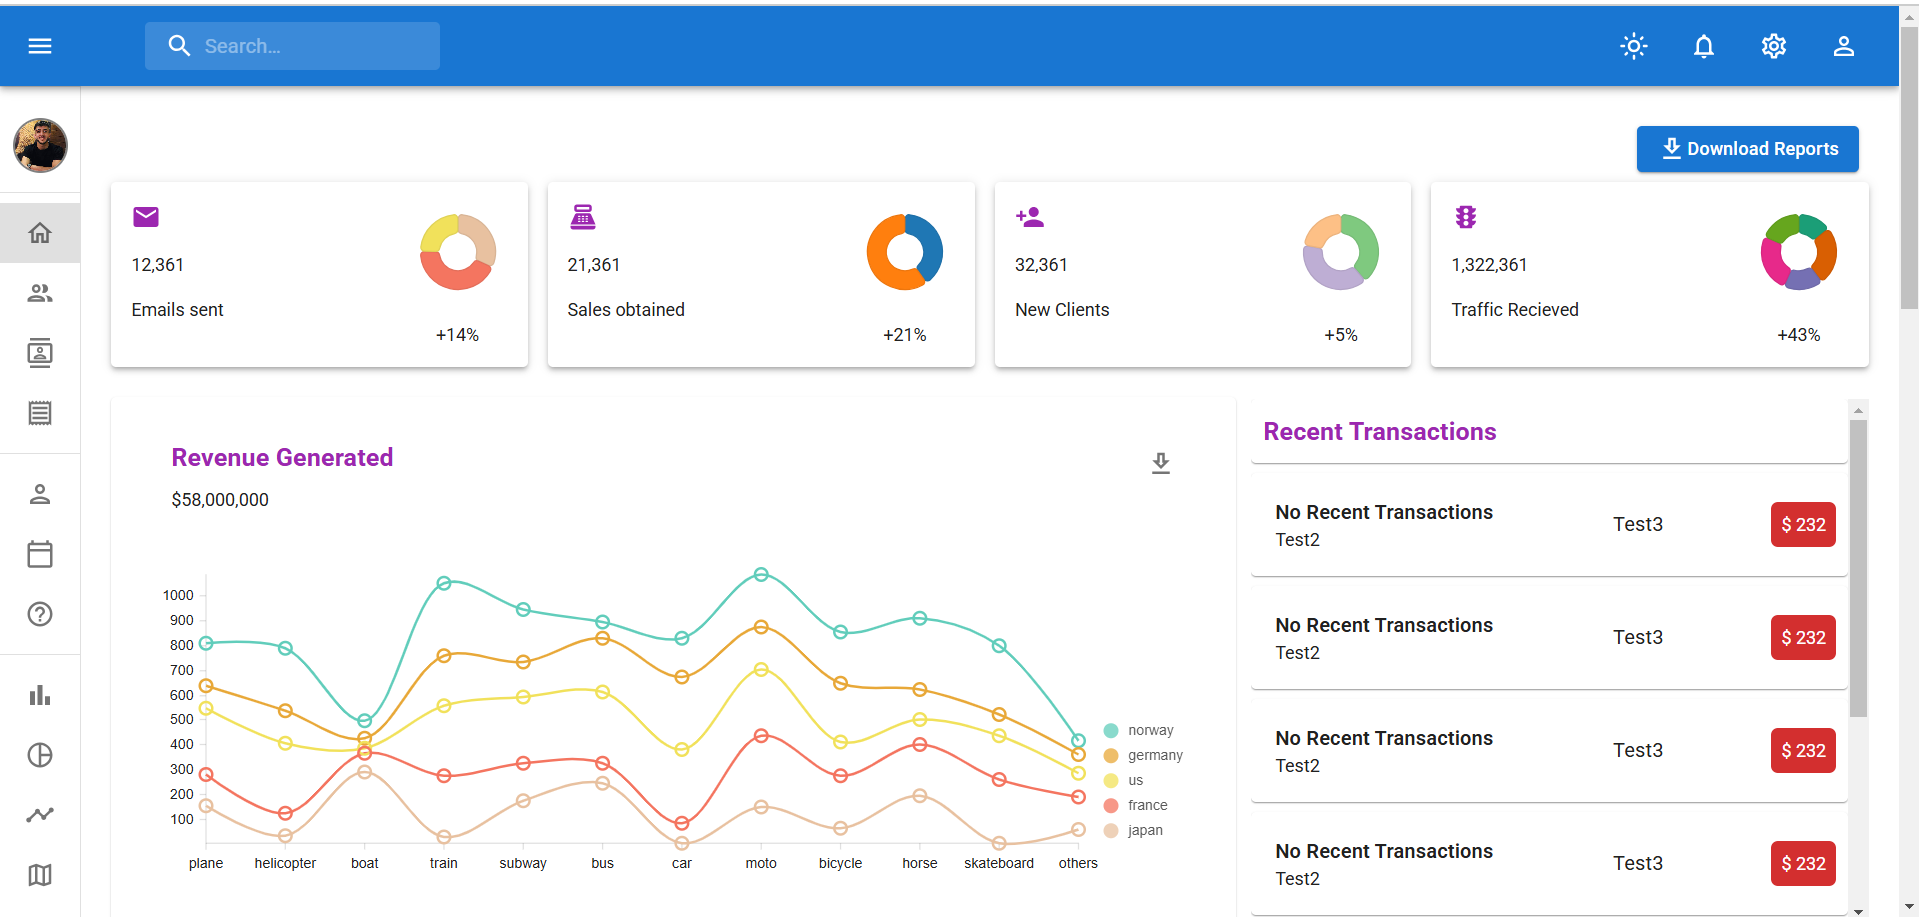 Search...
Download Reports
12,361
Emails sent
+14%
21,361
Sales obtained
+21%
32,361
New Clients
+5%
1,322,361
Traffic Recieved
+43%
Revenue Generated
$58,000,000
1000
900
800
700
600
500
400
300
200
100
plane helicopter boat train subway bus car moto bicycle horse skateboard others
norway
germany
us
france
japan
Recent Transactions
No Recent Transactions
Test2
Test3
$ 232
No Recent Transactions
Test2
Test3
$ 232
No Recent Transactions
Test2
Test3
$ 232
No Recent Transactions
Test2
Test3
$ 232